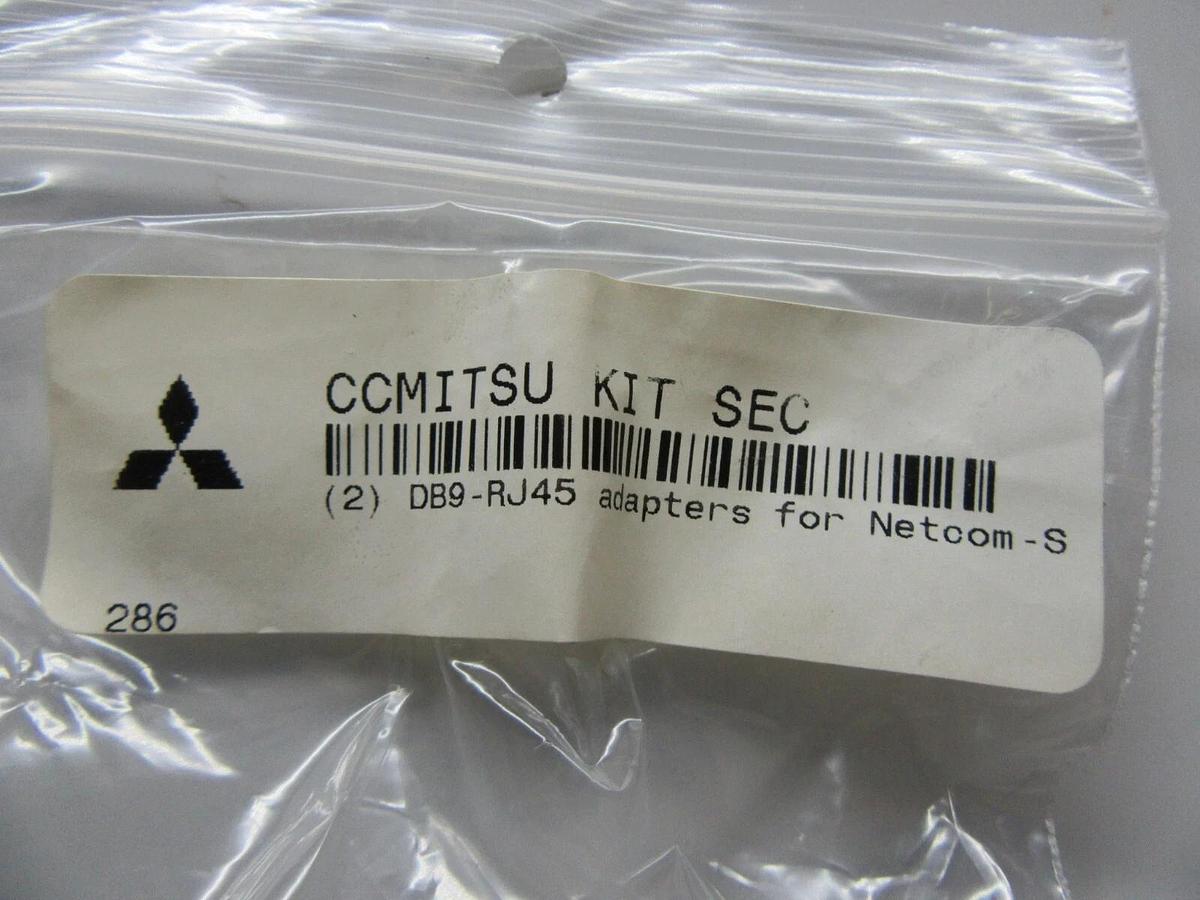 CCMITSU KIT SEC
(2) DB9-RJ45 adapters for Netcom-S
286